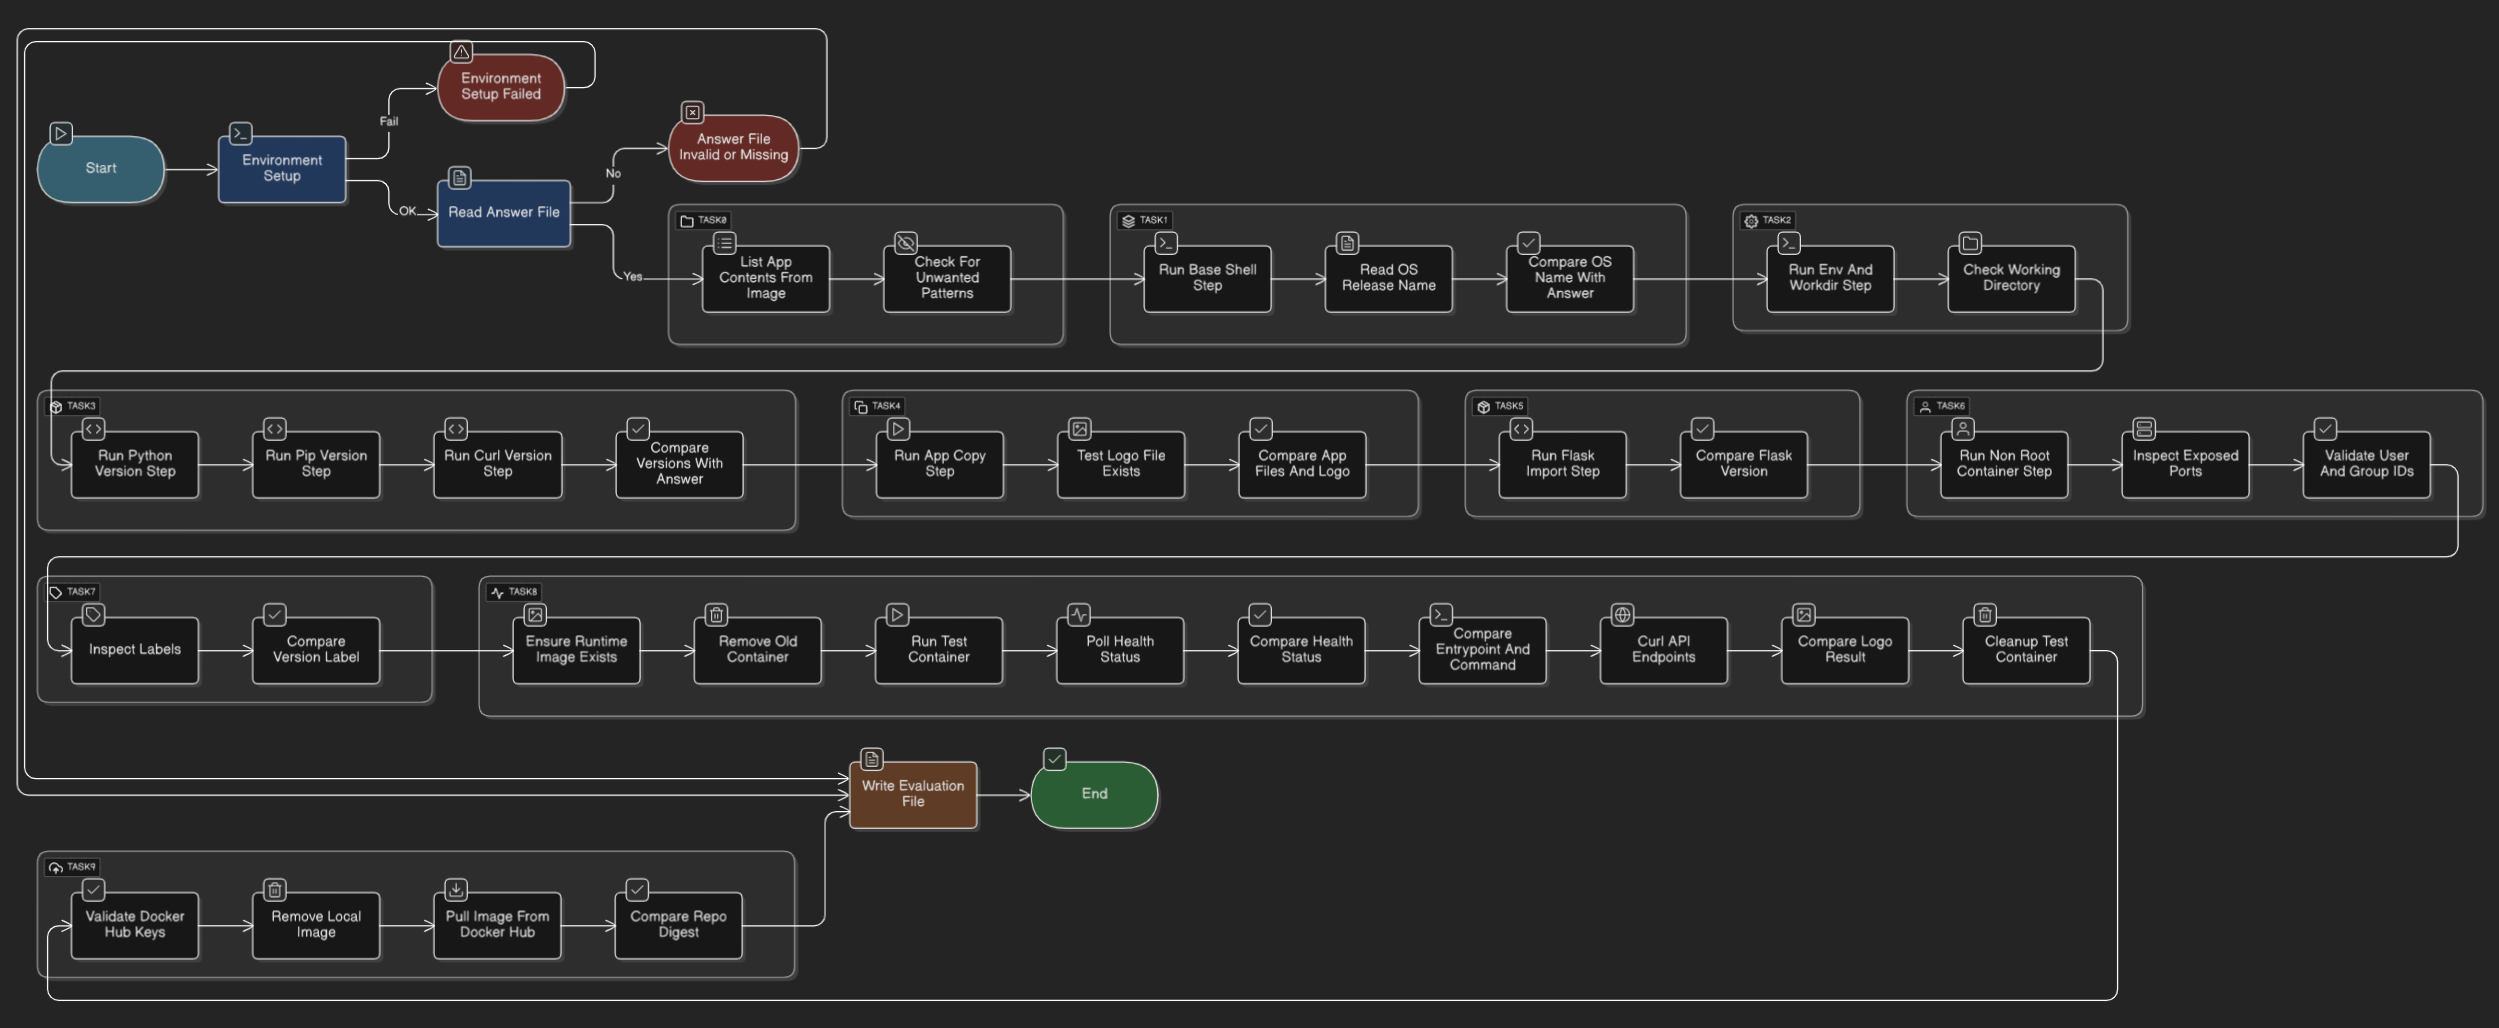 Environment
Setup Failed
Fail
Start
Environment
Setup
OK
Read Answer File
No
Answer File
Invalid or Missing
Yes
TASK0
List App
Contents From
Image
Check For
Unwanted
Patterns
TASK1
Run Base Shell
Step
Read OS
Release Name
Compare OS
Name With
Answer
TASK2
Run Env And
Workdir Step
Check Working
Directory
TASK3
Run Python
Version Step
Run Pip Version
Step
Run Curl Version
Step
Compare
Versions With
Answer
TASK4
Run App Copy
Step
Test Logo File
Exists
Compare App
Files And Logo
TASK5
Run Flask
Import Step
Compare Flask
Version
TASK6
Run Non Root
Container Step
Inspect Exposed
Ports
Validate User
And Group IDs
TASK7
Inspect Labels
Compare
Version Label
TASK8
Ensure Runtime
Image Exists
Remove Old
Container
Run Test
Container
Poll Health
Status
Compare Health
Status
Compare
Entrypoint And
Command
Curl API
Endpoints
Compare Logo
Result
Cleanup Test
Container
Write Evaluation
File
End
TASK9
Validate Docker
Hub Keys
Remove Local
Image
Pull Image From
Docker Hub
Compare Repo
Digest